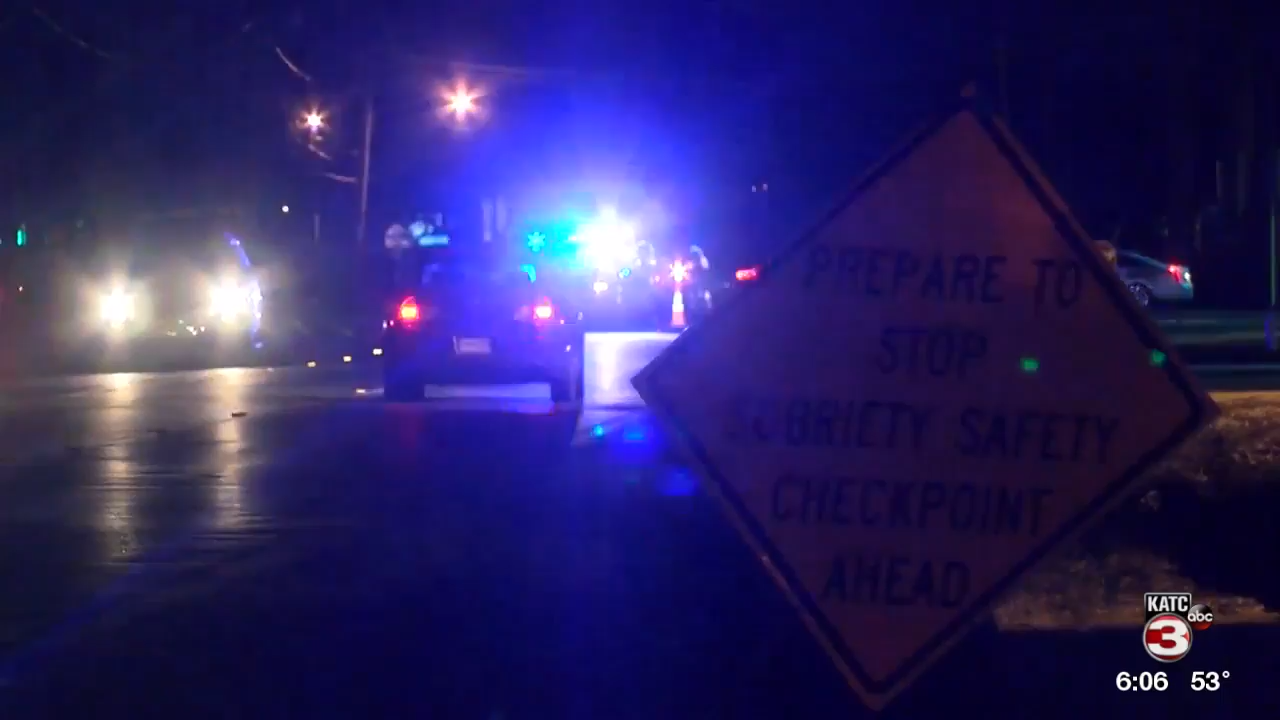 PREPARE TO
STOP
SOBRIETY SAFETY
CHECKPOINT
AHEAD
KATC
abc
3
6:06 53°